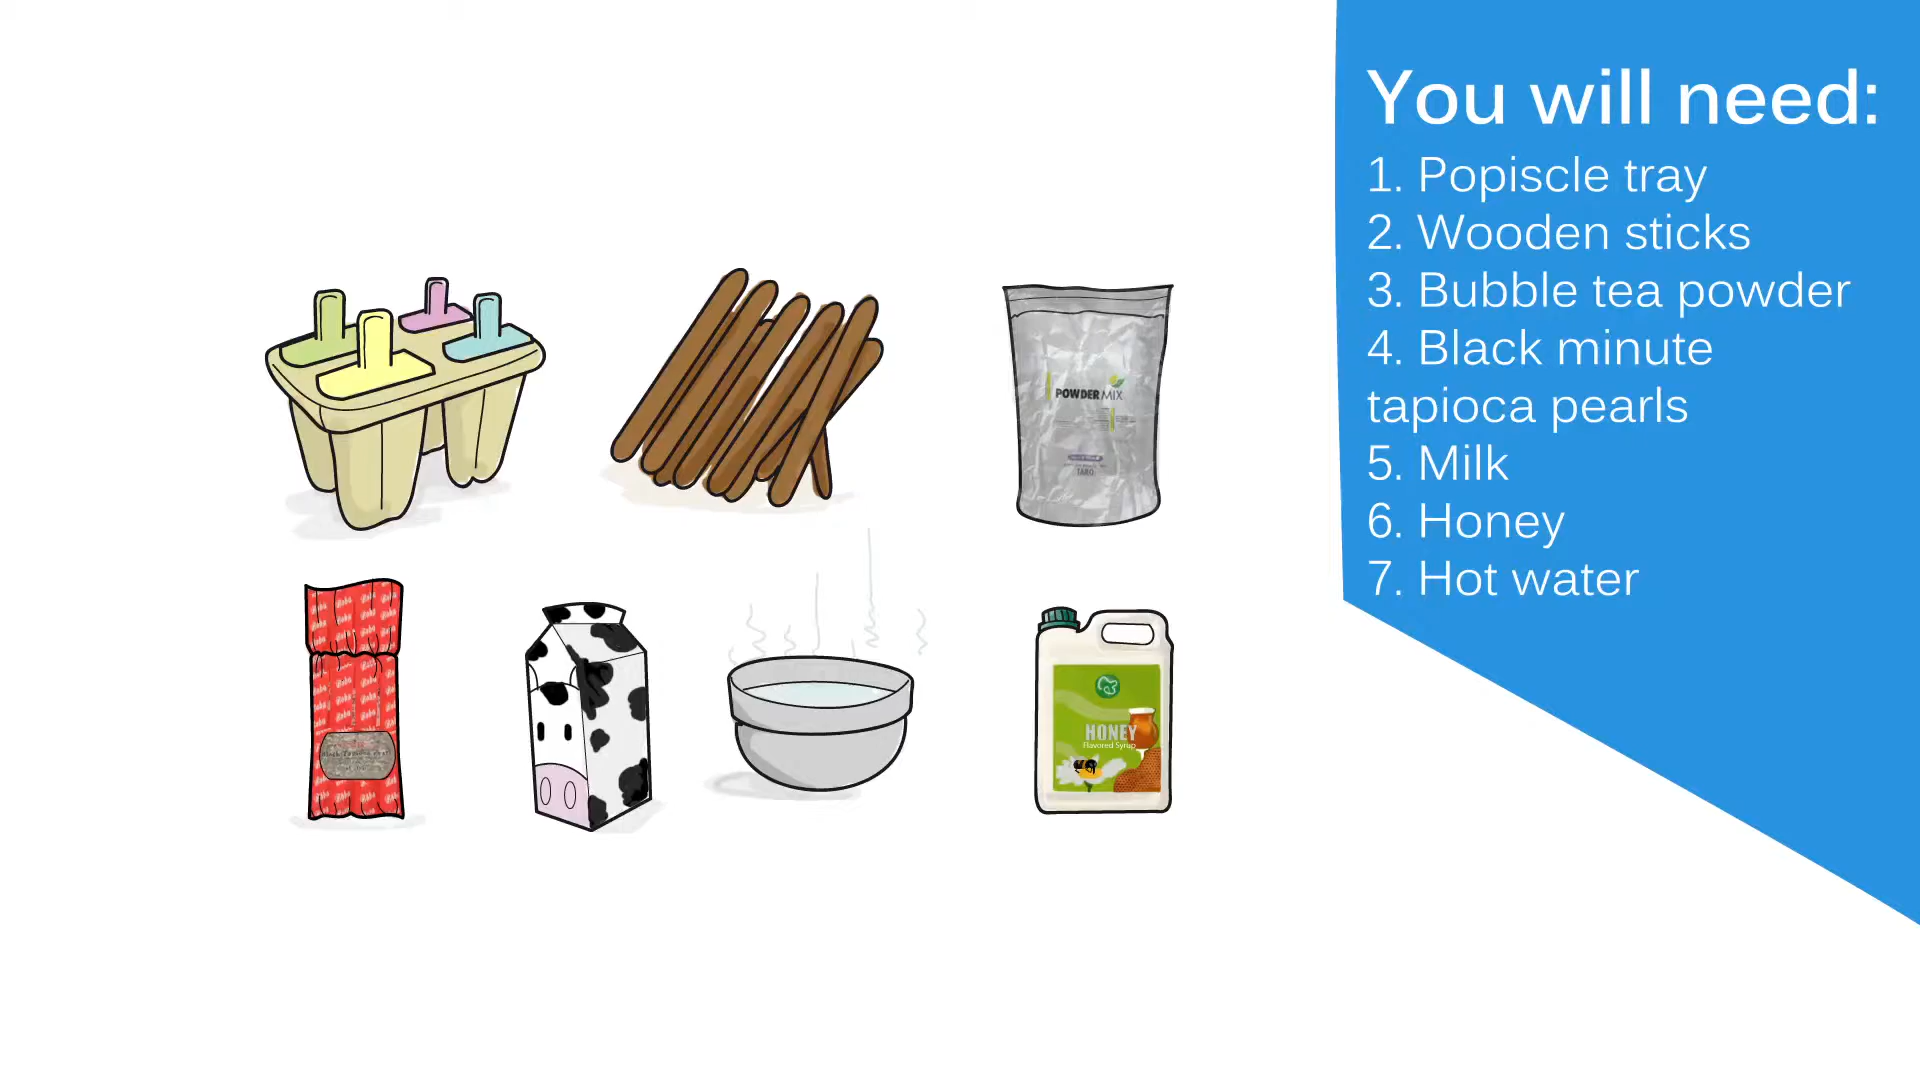 You will need:
1. Popiscle tray
2. Wooden sticks
3. Bubble tea powder
4. Black minute
tapioca pearls
5. Milk
6. Honey
7. Hot water
POWDER MIX
TARO
HONEY
Flavored Syrup